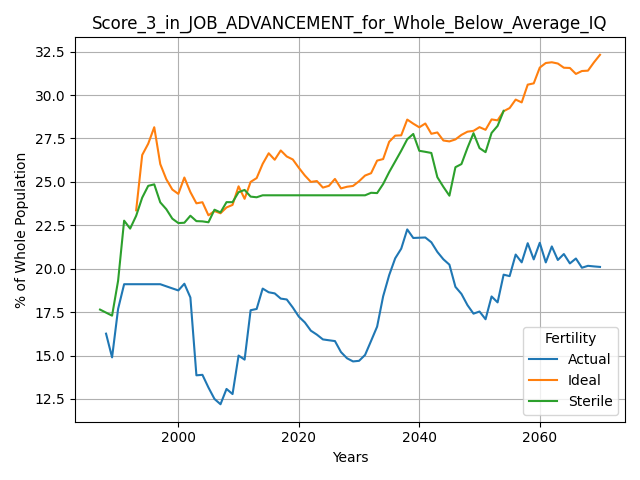 Score_3_in_JOB_ADVANCEMENT_for_Whole_Below_Average_IQ
% of Whole Population
32.5
30.0
27.5
25.0
22.5
20.0
17.5
15.0
12.5
2000
2020
2040
2060
Years
Fertility
Actual
Ideal
Sterile